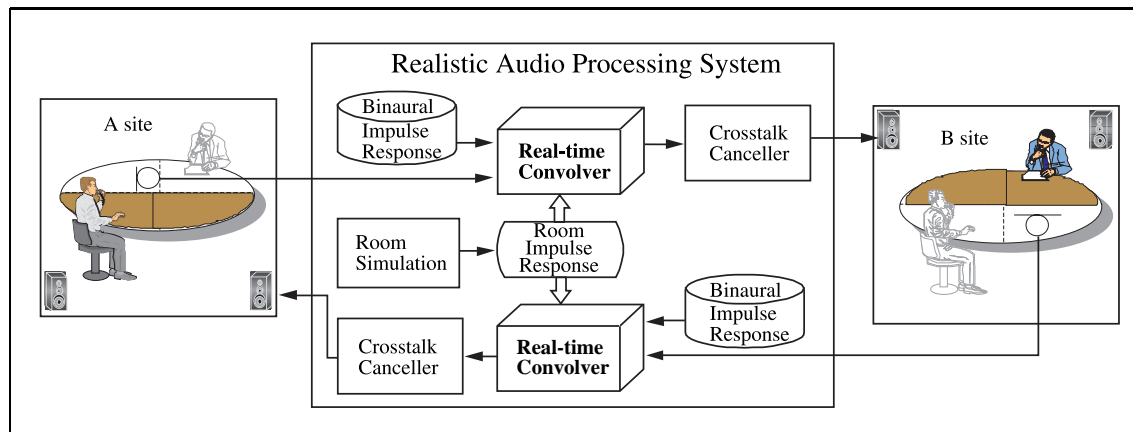 Realistic Audio Processing System
A site
Binaural
Impulse
Response
Real-time
Convolver
Crosstalk
Canceller
B site
Room
Simulation
Room
Impulse
Response
Crosstalk
Canceller
Real-time
Convolver
Binaural
Impulse
Response